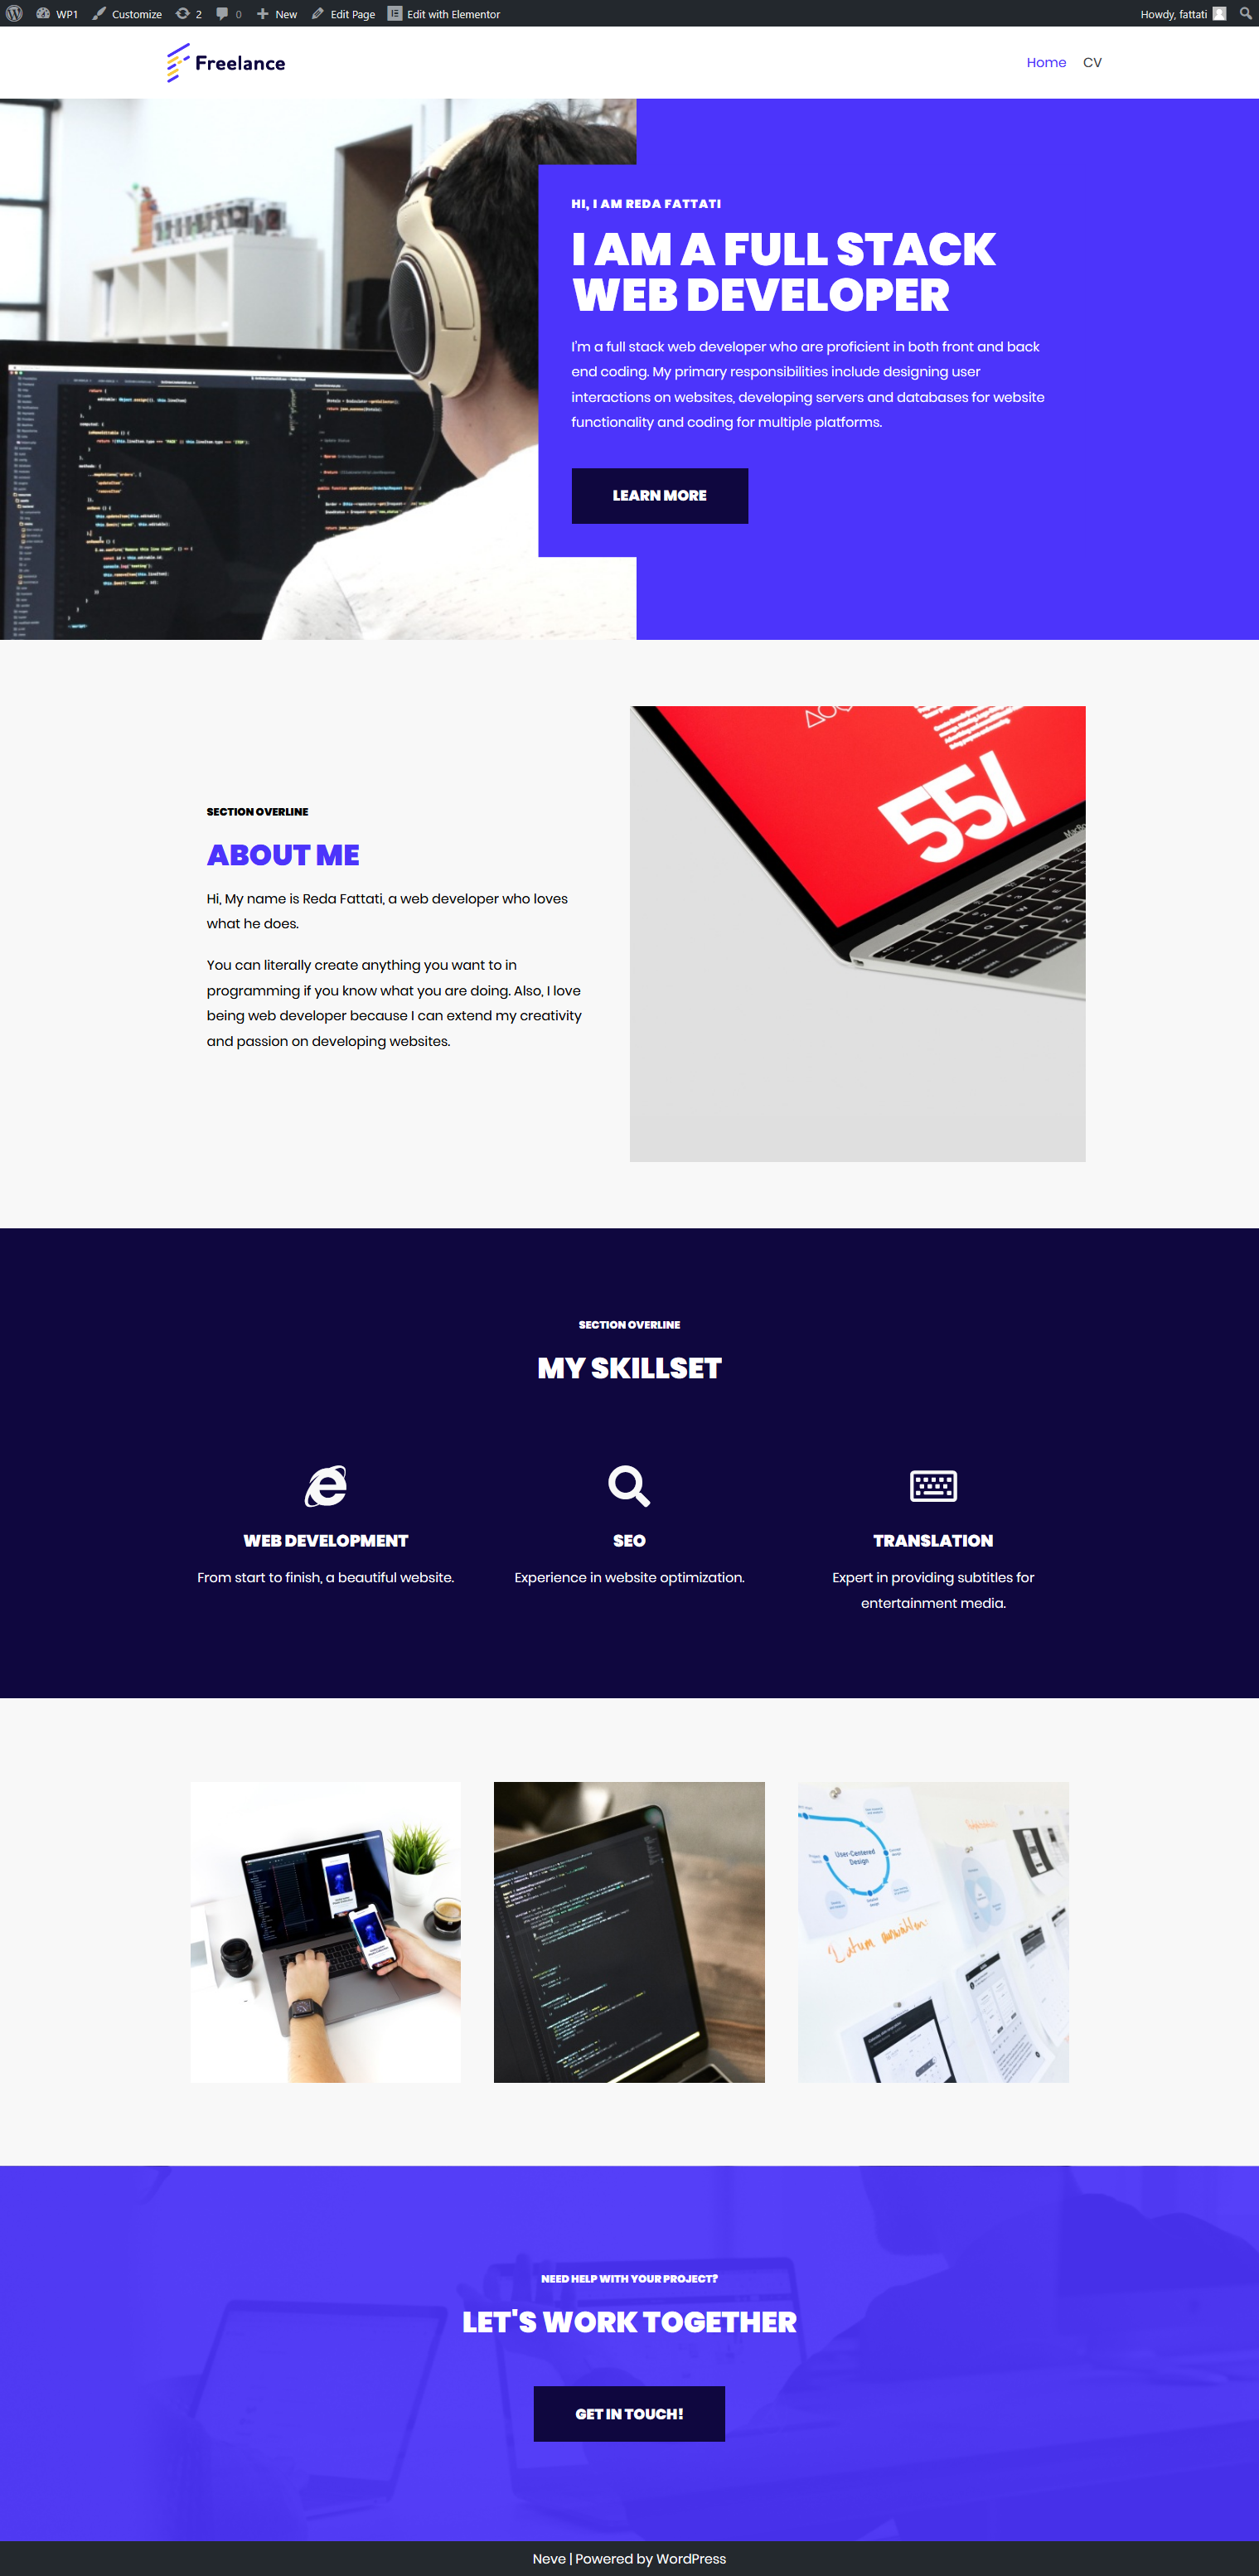 WP1 Customize 2 0 New Edit Page Edit with Elementor Howdy, fattati
Freelance
Home CV
HI, I AM REDA FATTATI
I AM A FULL STACK
WEB DEVELOPER
I'm a full stack web developer who are proficient in both front and back
end coding. My primary responsibilities include designing user
interactions on websites, developing servers and databases for website
functionality and coding for multiple platforms.
LEARN MORE
551
SECTION OVERLINE
ABOUT ME
Hi, My name is Reda Fattati, a web developer who loves
what he does.
You can literally create anything you want to in
programming if you know what you are doing. Also, I love
being web developer because I can extend my creativity
and passion on developing websites.
SECTION OVERLINE
MY SKILLSET
WEB DEVELOPMENT
From start to finish, a beautiful website.
SEO
Experience in website optimization.
TRANSLATION
Expert in providing subtitles for
entertainment media.
User-Centered
Design
NEED HELP WITH YOUR PROJECT?
LET'S WORK TOGETHER
GET IN TOUCH!
Neve | Powered by WordPress